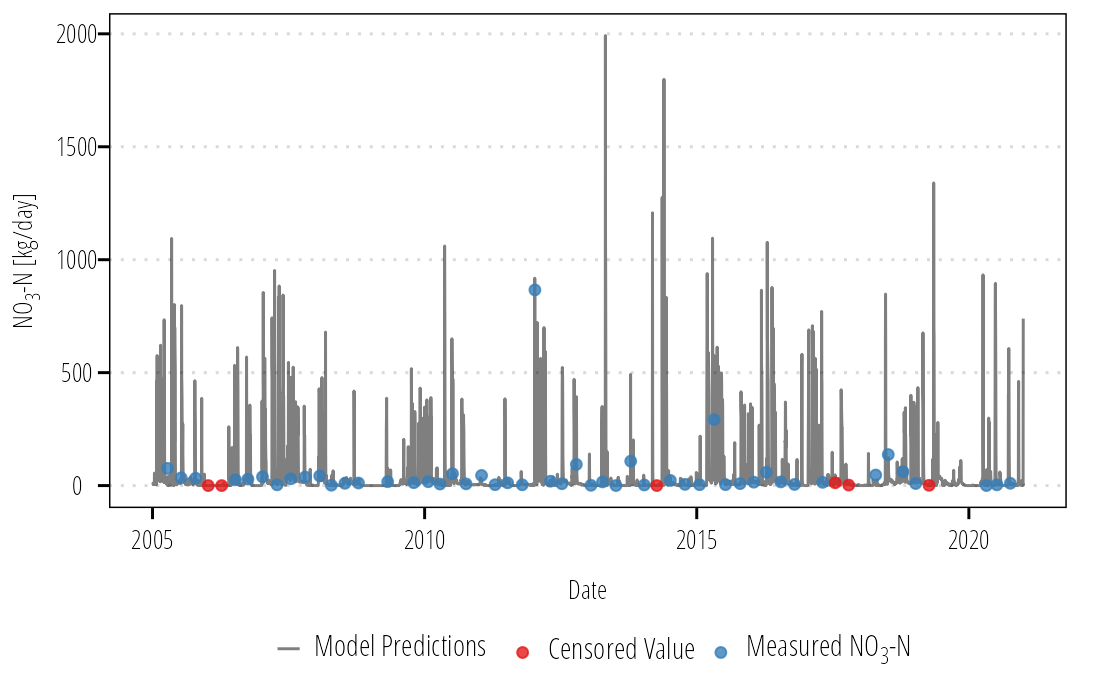 2000
1500
1000
500
0
NO3-N [kg/day]
2005
2010
2015
2020
Date
Model Predictions
Censored Value
Measured NO3-N